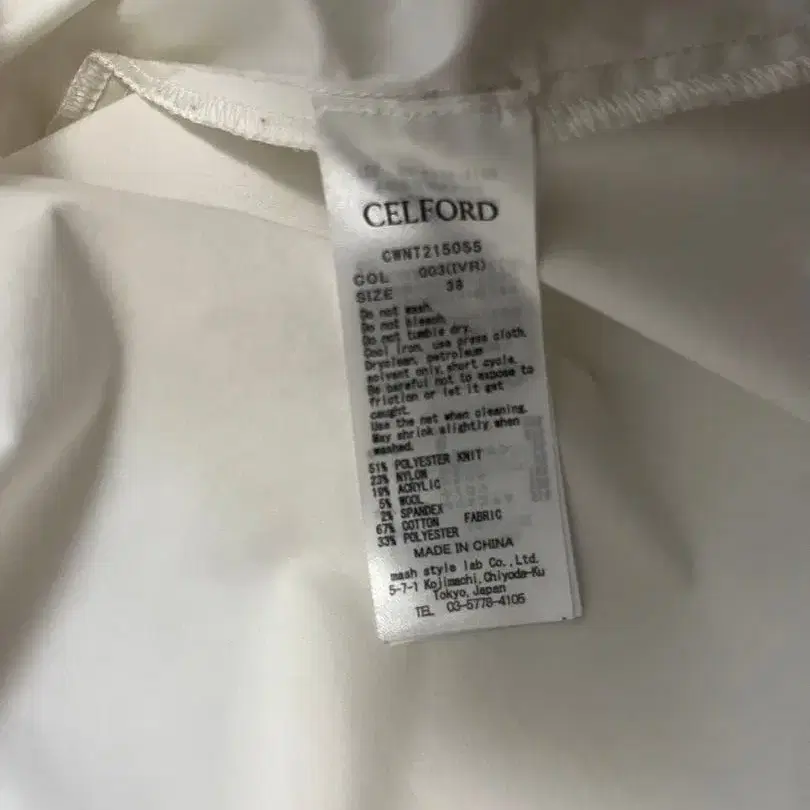 CELFORD
CWNT215055
COL 003(IVR)
SIZE 38
Do not wash.
Do not bleach.
Do not tumble dry.
Cool iron, use press cloth.
Dryclean, petroleum
solvent only, short cycle.
Be careful not to expose to
friction or let it get
caught.
Use the net when cleaning.
May shrink slightly when
washed.
51% POLYESTER KNIT
23% NYLON
19% ACRYLIC
5% WOOL
2% SPANDEX
67% COTTON FABRIC
33% POLYESTER
MADE IN CHINA
mash style lab Co.,Ltd.
5-7-1 Kojimachi,Chiyoda-Ku
Tokyo,Japan
TEL 03-5778-4105